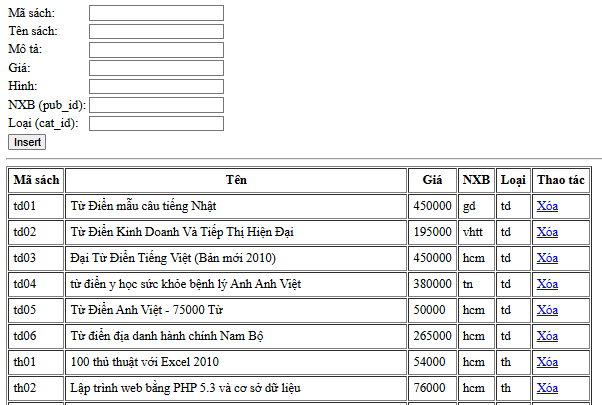 Mã sách:
Tên sách:
Mô tả:
Giá:
Hình:
NXB (pub_id):
Loại (cat_id):
Insert
Mã sách Tên Giá NXB Loại Thao tác
td01 Từ Điển mẫu câu tiếng Nhật 450000 gd td Xóa
td02 Từ Điển Kinh Doanh Và Tiếp Thị Hiện Đại 195000 vhtt td Xóa
td03 Đại Từ Điển Tiếng Việt (Bản mới 2010) 450000 hcm td Xóa
td04 từ điển y học sức khỏe bệnh lý Anh Anh Việt 380000 tn td Xóa
td05 Từ Điển Anh Việt - 75000 Từ 50000 hcm td Xóa
td06 Từ điển địa danh hành chính Nam Bộ 265000 hcm td Xóa
th01 100 thủ thuật với Excel 2010 54000 hcm th Xóa
th02 Lập trình web bằng PHP 5.3 và cơ sở dữ liệu 76000 hcm th Xóa